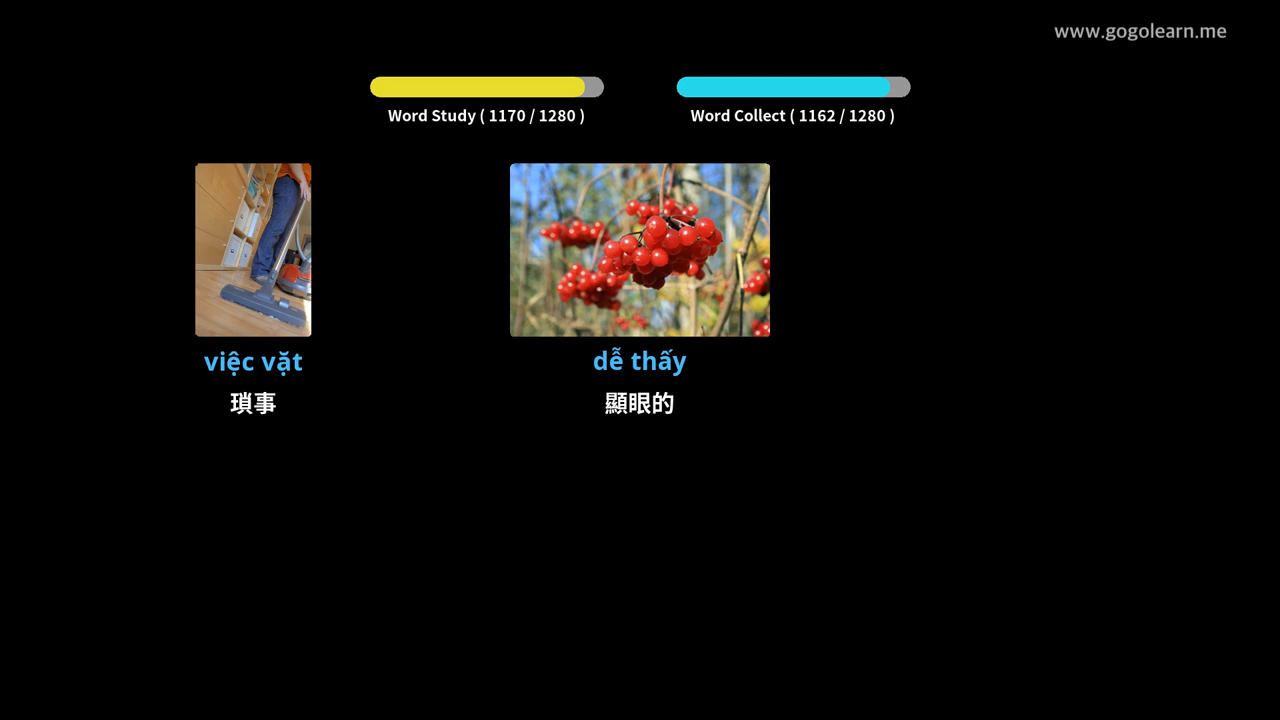 www.gogolearn.me
Word Study ( 1170 / 1280 )
Word Collect ( 1162 / 1280 )
việc vặt
瑣事
dễ thấy
顯眼的